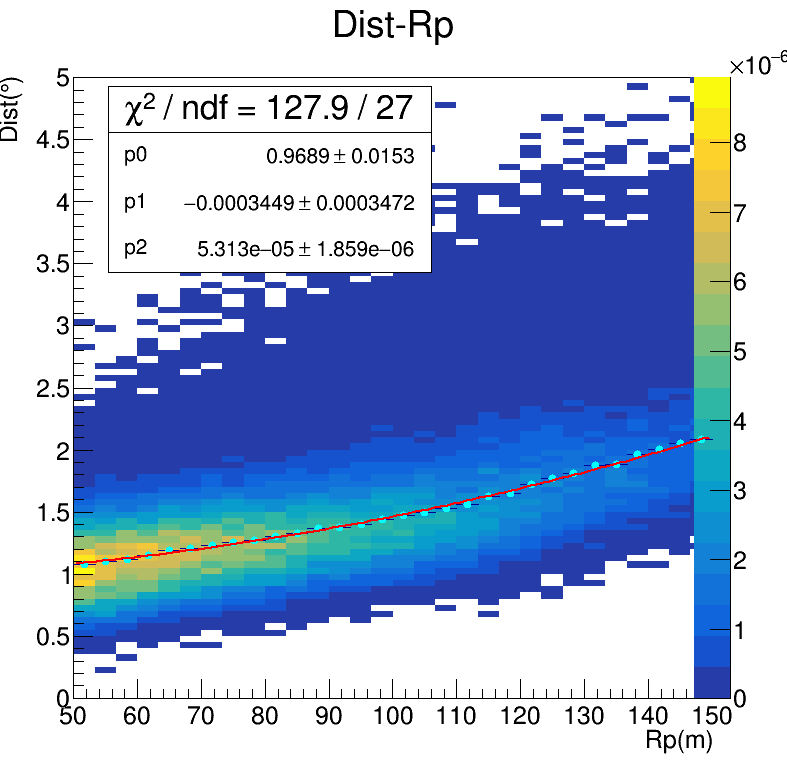 Dist-Rp
×10⁻⁶
Dist(°)
χ² / ndf = 127.9 / 27
p0 0.9689 ± 0.0153
p1 −0.0003449 ± 0.0003472
p2 5.313e−05 ± 1.859e−06
5
4.5
4
3.5
3
2.5
2
1.5
1
0.5
0
8
7
6
5
4
3
2
1
0
50 60 70 80 90 100 110 120 130 140 150
Rp(m)